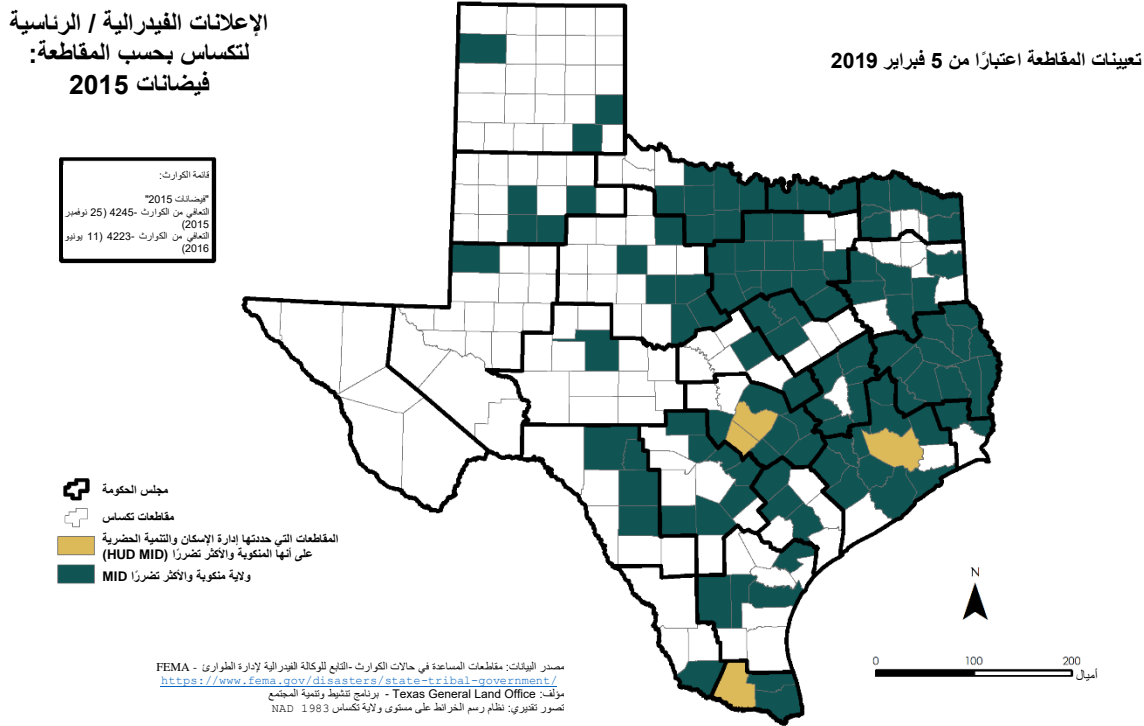 الإعلانات الفيدرالية / الرئاسية
لتكساس بحسب المقاطعة:
فيضانات 2015
تعيينات المقاطعة اعتبارًا من 5 فبراير 2019
قائمة الكوارث:
"فيضانات 2015"
التعافي من الكوارث -4245 (25 نوفمبر
2015)
التعافي من الكوارث -4223 (11 يونيو
2016)
مجلس الحكومة
مقاطعات تكساس
المقاطعات التي حددتها إدارة الإسكان والتنمية الحضرية
على أنها المنكوبة والأكثر تضررًا (HUD MID)
ولاية منكوبة والأكثر تضررًا MID
N
0 100 200
أميال
مصدر البيانات: مقاطعات المساعدة في حالات الكوارث -التابع للوكالة الفيدرالية لإدارة الطوارئ - FEMA
https://www.fema.gov/disasters/state-tribal-government/
مؤلف: Texas General Land Office - برنامج تنشيط وتنمية المجتمع
تصور تقديري: نظام رسم الخرائط على مستوى ولاية تكساس NAD 1983